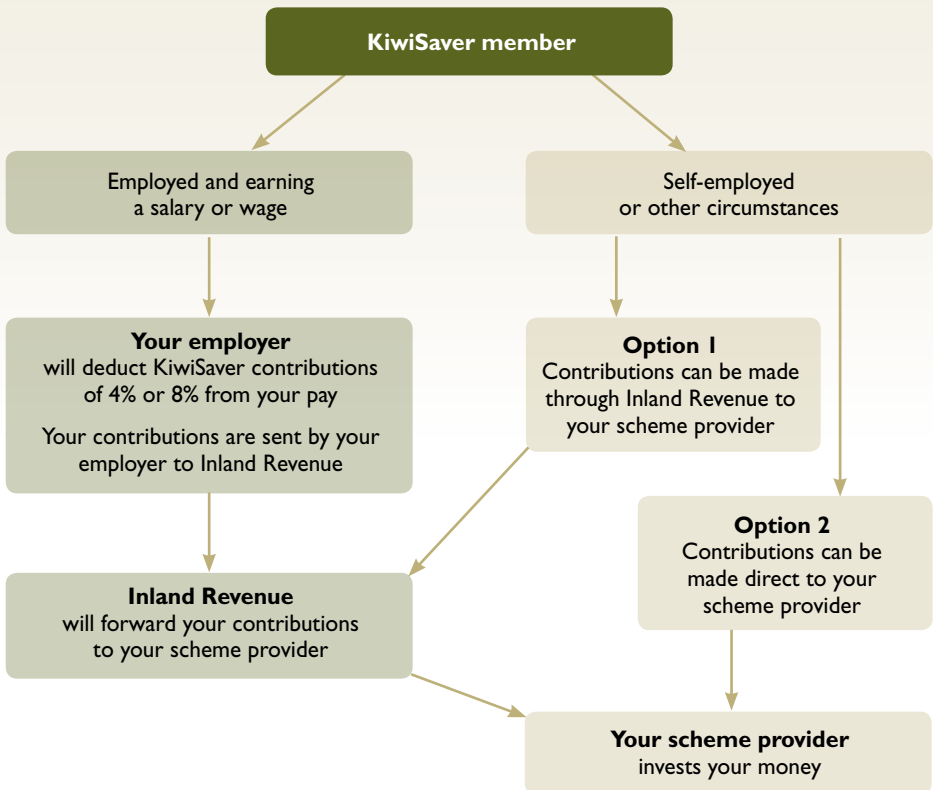 KiwiSaver member
Employed and earning
a salary or wage
Self-employed
or other circumstances
Your employer
will deduct KiwiSaver contributions
of 4% or 8% from your pay
Your contributions are sent by your
employer to Inland Revenue
Option 1
Contributions can be made
through Inland Revenue to
your scheme provider
Option 2
Contributions can be
made direct to your
scheme provider
Inland Revenue
will forward your contributions
to your scheme provider
Your scheme provider
invests your money